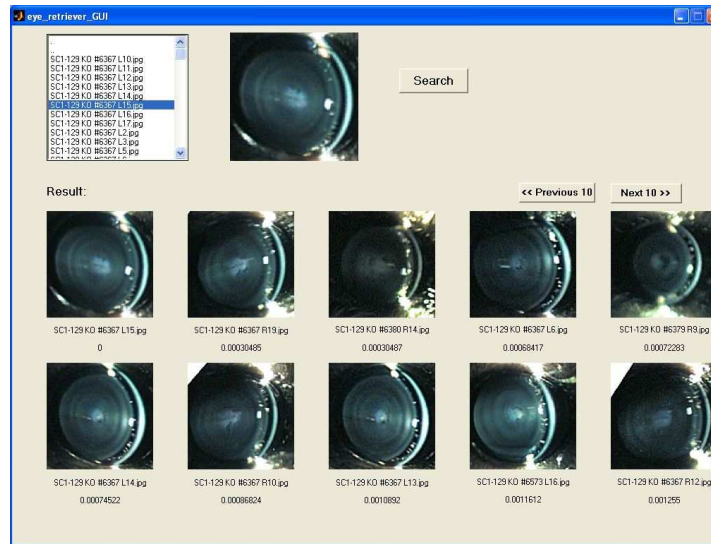 eye_retriever_GUI
.
..
SC1-129 KO #6367 L10.jpg
SC1-129 KO #6367 L11.jpg
SC1-129 KO #6367 L12.jpg
SC1-129 KO #6367 L13.jpg
SC1-129 KO #6367 L14.jpg
SC1-129 KO #6367 L15.jpg
SC1-129 KO #6367 L16.jpg
SC1-129 KO #6367 L17.jpg
SC1-129 KO #6367 L2.jpg
SC1-129 KO #6367 L3.jpg
SC1-129 KO #6367 L5.jpg
Search
Result:
<< Previous 10
Next 10 >>
SC1-129 KO #6367 L15.jpg
SC1-129 KO #6367 R19.jpg
SC1-129 KO #6380 R14.jpg
SC1-129 KO #6367 L6.jpg
SC1-129 KO #6379 R9.jpg
0
0.00030485
0.00030487
0.00068417
0.00072283
SC1-129 KO #6367 L14.jpg
SC1-129 KO #6367 R10.jpg
SC1-129 KO #6367 L13.jpg
SC1-129 KO #6573 L16.jpg
SC1-129 KO #6367 R12.jpg
0.00074522
0.00086824
0.0010892
0.0011612
0.001255